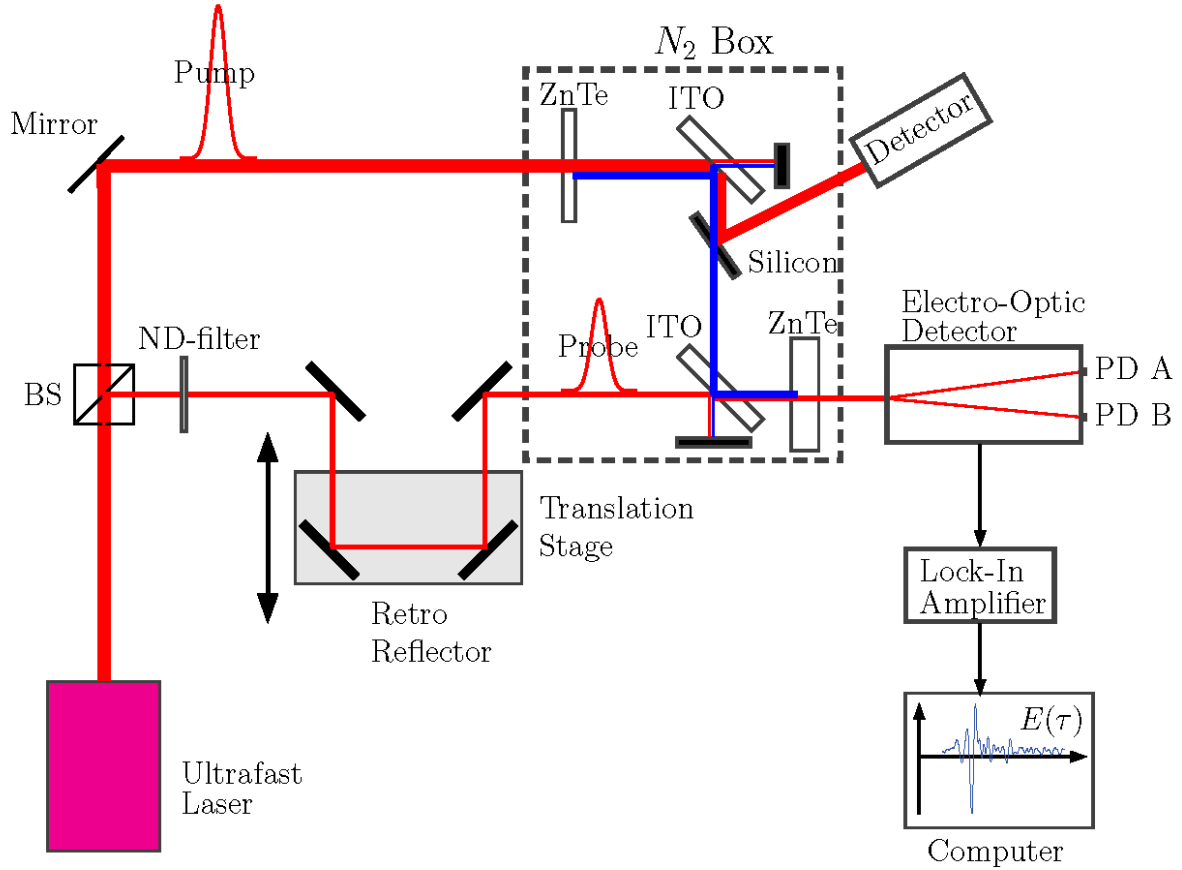 Pump
N₂ Box
ZnTe
ITO
Mirror
Detector
Silicon
Electro-Optic
Detector
ITO
ZnTe
Probe
ND-filter
BS
PD A
PD B
Translation
Stage
Retro
Reflector
Lock-In
Amplifier
E(τ)
Ultrafast
Laser
Computer